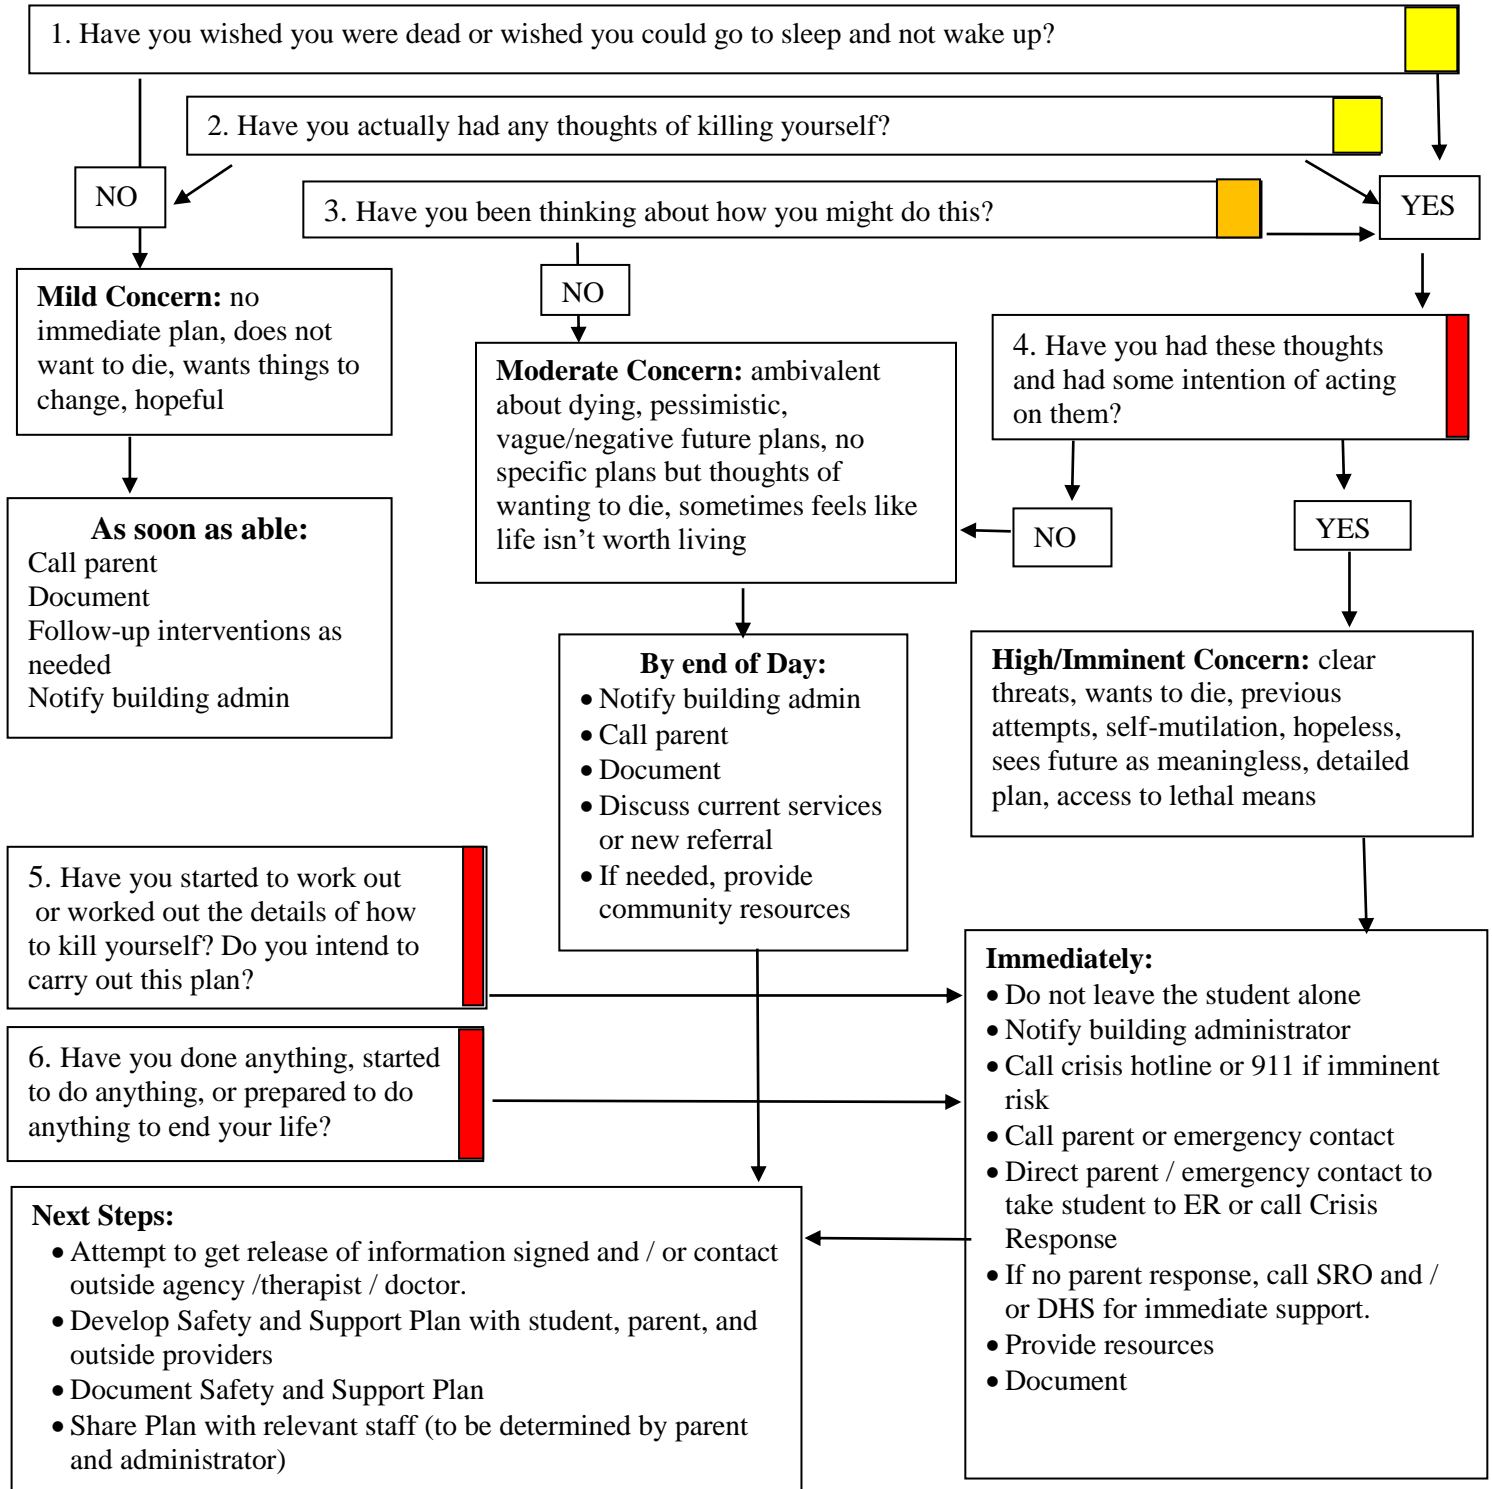 1. Have you wished you were dead or wished you could go to sleep and not wake up?
2. Have you actually had any thoughts of killing yourself?
NO
3. Have you been thinking about how you might do this?
YES
Mild Concern: no
immediate plan, does not
want to die, wants things to
change, hopeful
NO
Moderate Concern: ambivalent
about dying, pessimistic,
vague/negative future plans, no
specific plans but thoughts of
wanting to die, sometimes feels like
life isn’t worth living
4. Have you had these thoughts
and had some intention of acting
on them?
NO
YES
As soon as able:
Call parent
Document
Follow-up interventions as
needed
Notify building admin
By end of Day:
• Notify building admin
• Call parent
• Document
• Discuss current services
or new referral
• If needed, provide
community resources
High/Imminent Concern: clear
threats, wants to die, previous
attempts, self-mutilation, hopeless,
sees future as meaningless, detailed
plan, access to lethal means
5. Have you started to work out
or worked out the details of how
to kill yourself? Do you intend to
carry out this plan?
6. Have you done anything, started
to do anything, or prepared to do
anything to end your life?
Immediately:
• Do not leave the student alone
• Notify building administrator
• Call crisis hotline or 911 if imminent
risk
• Call parent or emergency contact
• Direct parent / emergency contact to
take student to ER or call Crisis
Response
• If no parent response, call SRO and /
or DHS for immediate support.
• Provide resources
• Document
Next Steps:
• Attempt to get release of information signed and / or contact
outside agency /therapist / doctor.
• Develop Safety and Support Plan with student, parent, and
outside providers
• Document Safety and Support Plan
• Share Plan with relevant staff (to be determined by parent
and administrator)